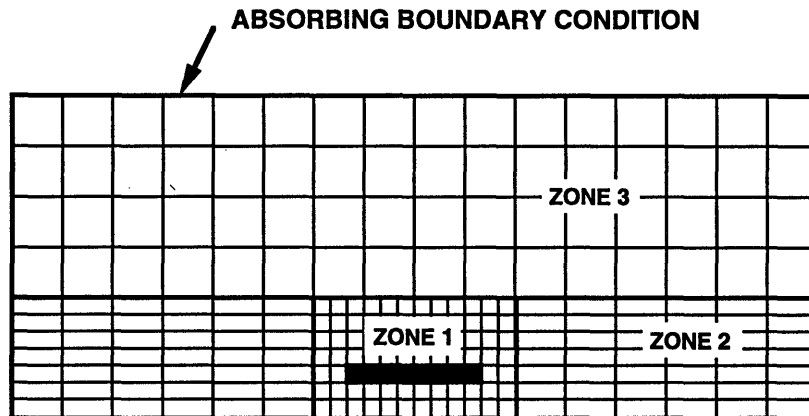 ABSORBING BOUNDARY CONDITION
ZONE 3
ZONE 1
ZONE 2